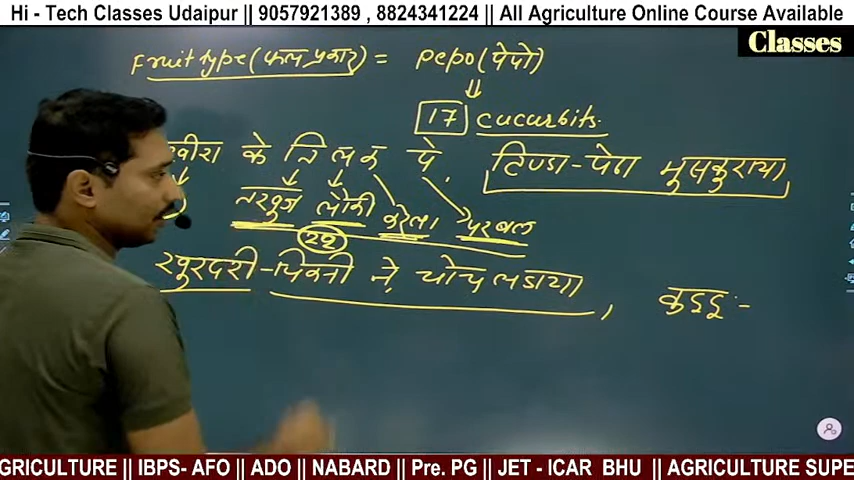 Hi - Tech Classes Udaipur || 9057921389 , 8824341224 || All Agriculture Online Course Available
Classes
Fruit type (फल प्रकार) = pepo (पेपो)
17 cucurbits.
के तिलक पे. टिण्डा - पेठा मुसकुराया
तरबूज लौकी करेला परवल
खुरदरी - चिकनी ने चोच लडाया , कुद्दू :-
GRICULTURE || IBPS- AFO || ADO || NABARD || Pre. PG || JET - ICAR BHU || AGRICULTURE SUPE